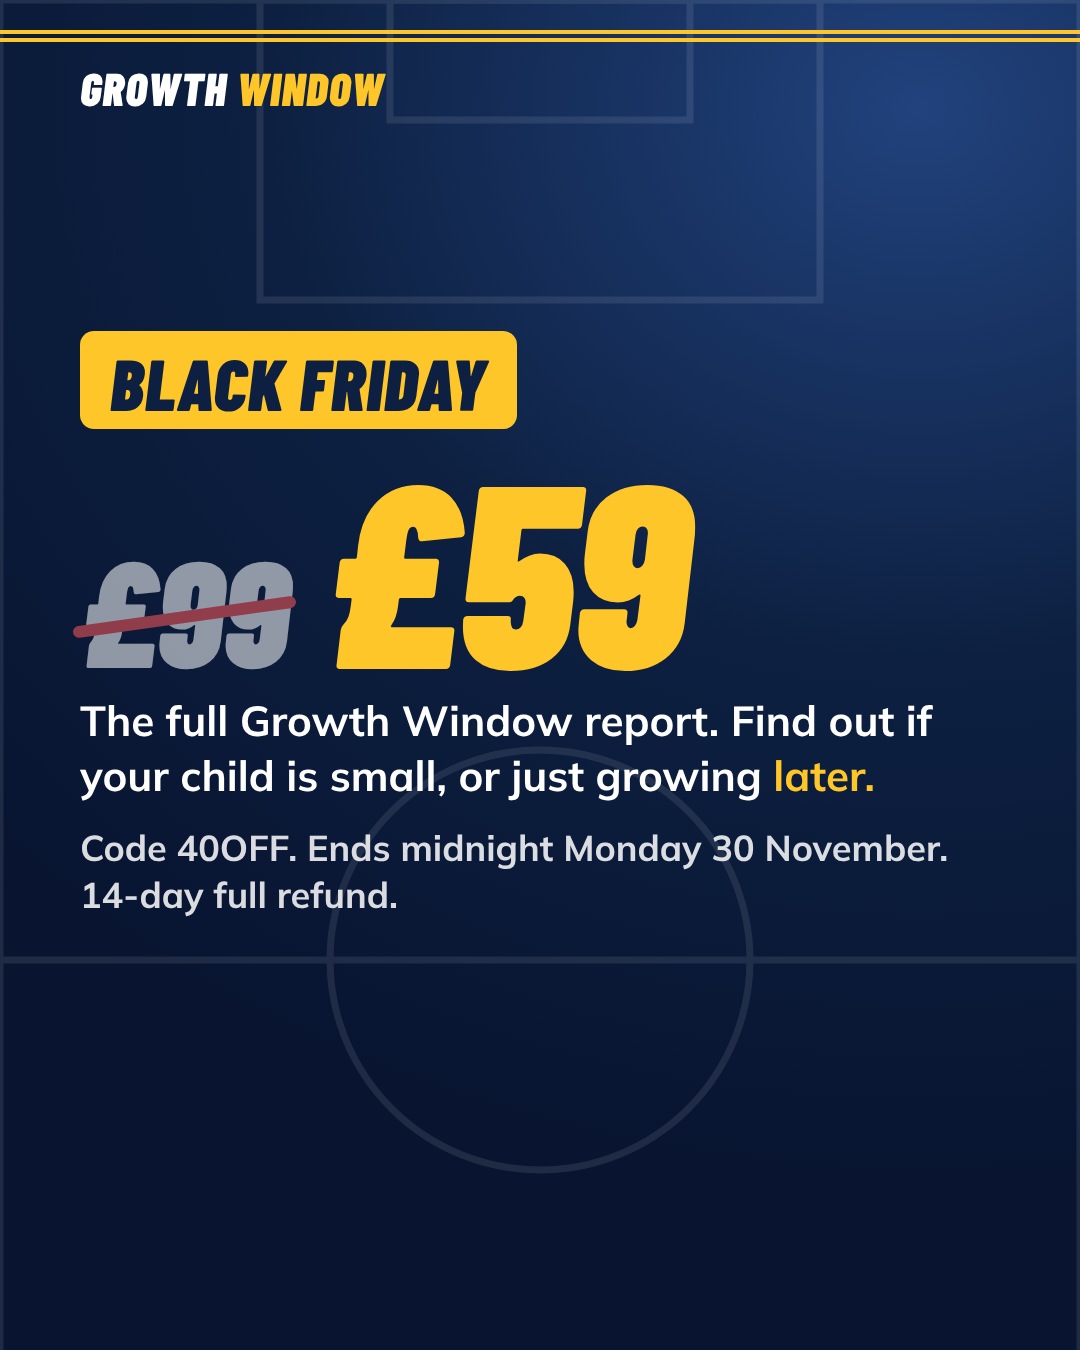 GROWTH WINDOW
BLACK FRIDAY
£99 £59
The full Growth Window report. Find out if
your child is small, or just growing later.
Code 40OFF. Ends midnight Monday 30 November.
14-day full refund.